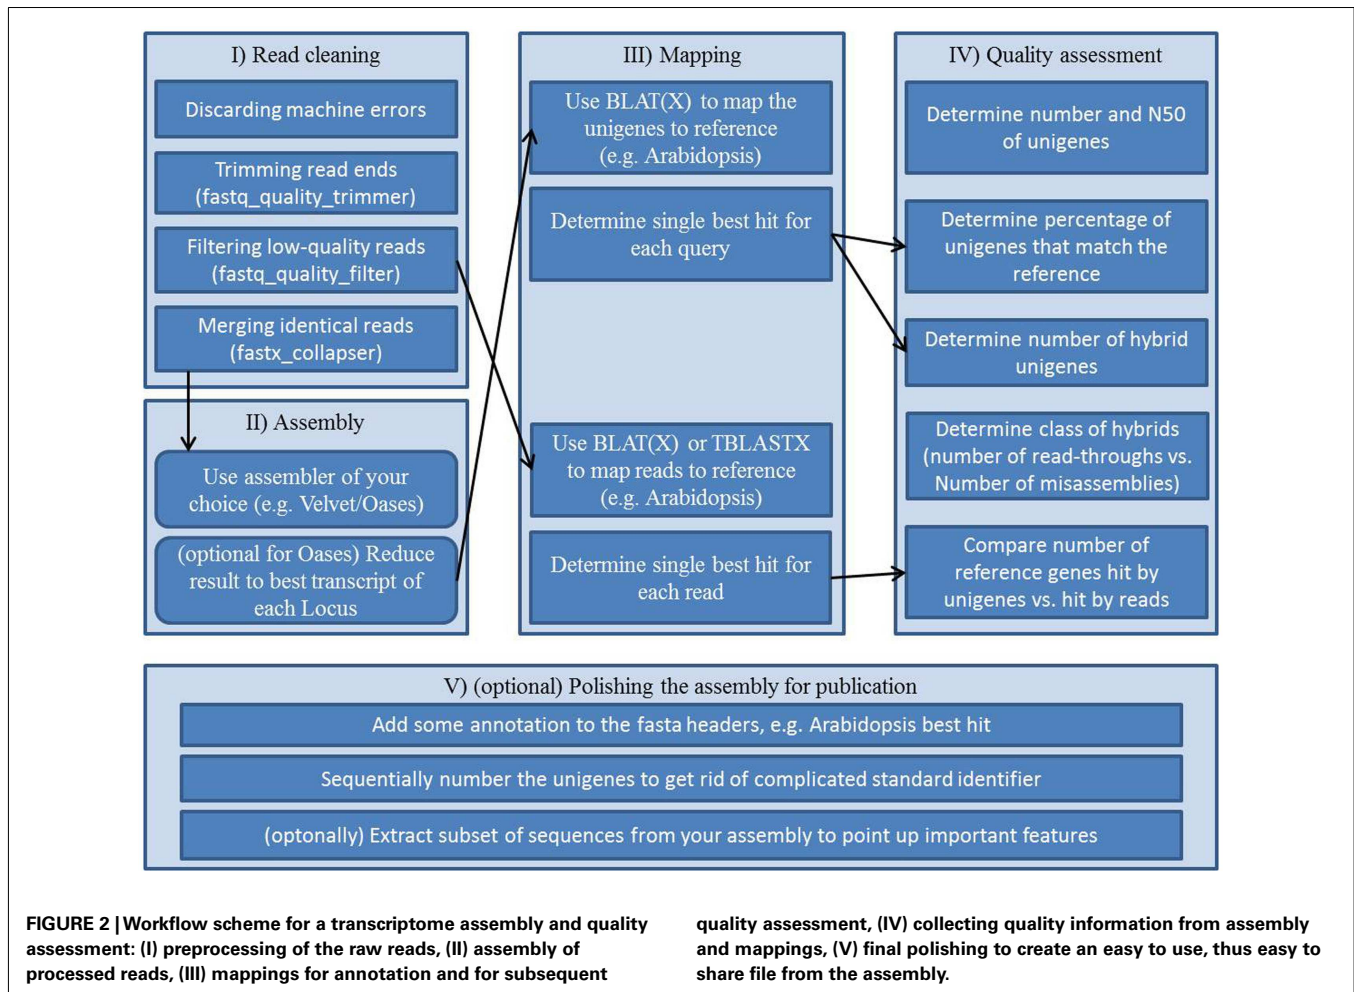 I) Read cleaning
Discarding machine errors
Trimming read ends
(fastq_quality_trimmer)
Filtering low-quality reads
(fastq_quality_filter)
Merging identical reads
(fastx_collapser)
II) Assembly
Use assembler of your
choice (e.g. Velvet/Oases)
(optional for Oases) Reduce
result to best transcript of
each Locus
III) Mapping
Use BLAT(X) to map the
unigenes to reference
(e.g. Arabidopsis)
Determine single best hit for
each query
Use BLAT(X) or TBLASTX
to map reads to reference
(e.g. Arabidopsis)
Determine single best hit for
each read
IV) Quality assessment
Determine number and N50
of unigenes
Determine percentage of
unigenes that match the
reference
Determine number of hybrid
unigenes
Determine class of hybrids
(number of read-throughs vs.
Number of misassemblies)
Compare number of
reference genes hit by
unigenes vs. hit by reads
V) (optional) Polishing the assembly for publication
Add some annotation to the fasta headers, e.g. Arabidopsis best hit
Sequentially number the unigenes to get rid of complicated standard identifier
(optonally) Extract subset of sequences from your assembly to point up important features
FIGURE 2 | Workflow scheme for a transcriptome assembly and quality
assessment: (I) preprocessing of the raw reads, (II) assembly of
processed reads, (III) mappings for annotation and for subsequent
quality assessment, (IV) collecting quality information from assembly
and mappings, (V) final polishing to create an easy to use, thus easy to
share file from the assembly.